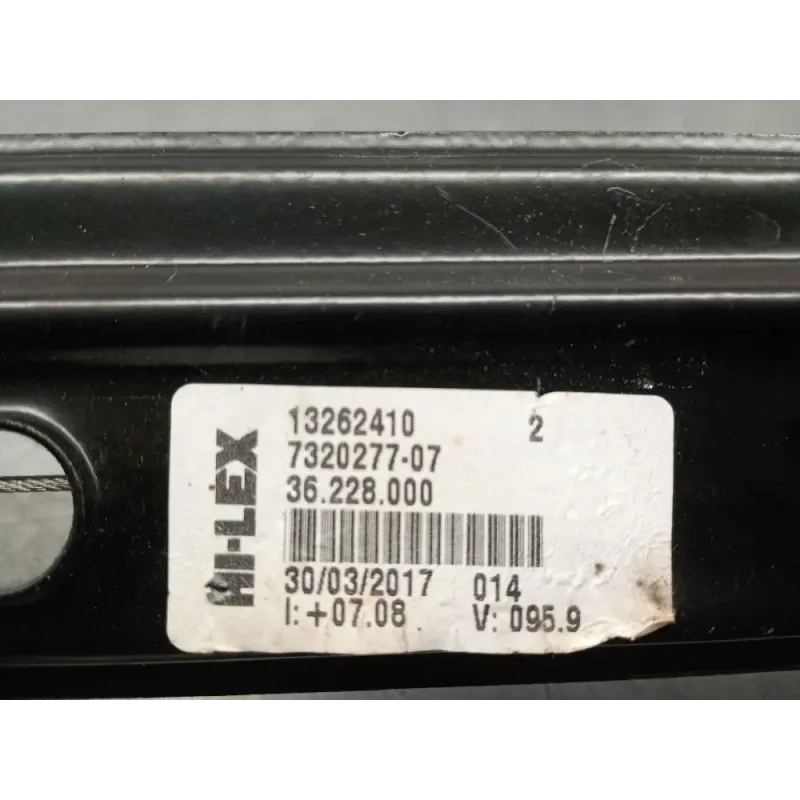 HI-LEX
13262410 2
7320277-07
36.228.000
30/03/2017 014
I: +07.08 V: 095.9